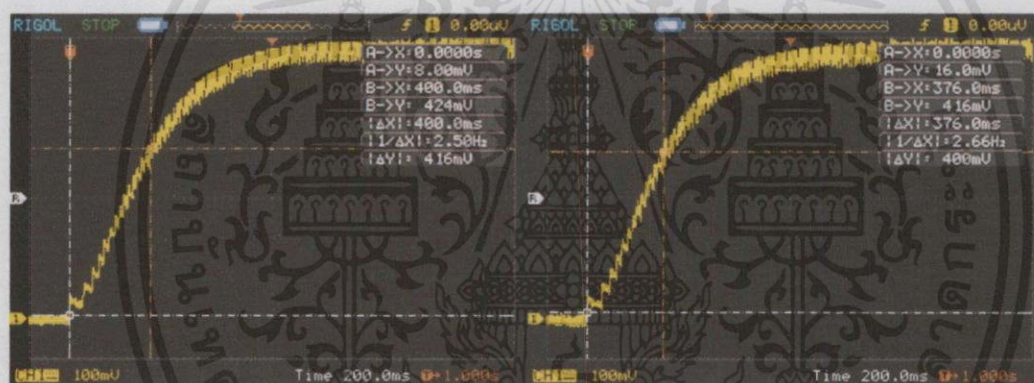 RIGOL STOP 1 0.00uV
A->X: 0.0000s
A->Y: 8.00mV
B->X: 400.0ms
B->Y: 424mV
|ΔX|: 400.0ms
|1/ΔX|: 2.50Hz
|ΔY|: 416mV
CH1 100mV Time 200.0ms 1.000s
RIGOL STOP 1 0.00uV
A->X: 0.0000s
A->Y: 16.0mV
B->X: 376.0ms
B->Y: 416mV
|ΔX|: 376.0ms
|1/ΔX|: 2.66Hz
|ΔY|: 400mV
CH1 100mV Time 200.0ms 1.000s